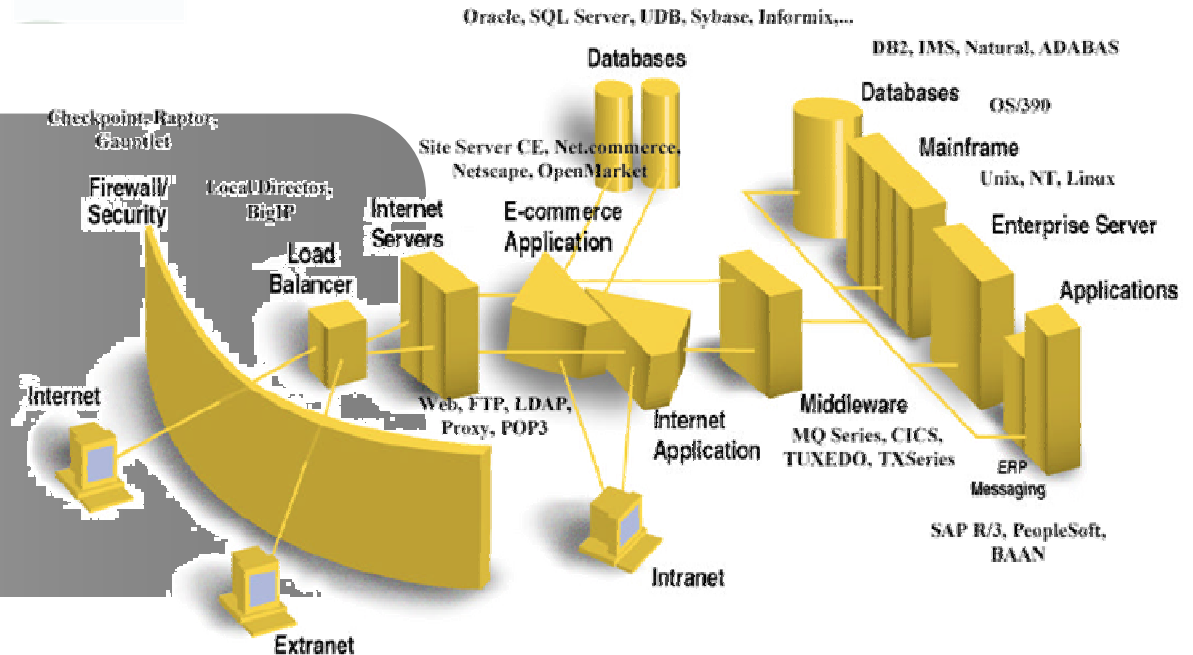 Oracle, SQL Server, UDB, Sybase, Informix,...
Databases
DB2, IMS, Natural, ADABAS
Databases
OS/390
Mainframe
Unix, NT, Linux
Enterprise Server
Applications
Checkpoint, Raptor,
Gauntlet
Firewall/
Security
Local Director,
BigIP
Load
Balancer
Internet
Servers
Site Server CE, Net.commerce,
Netscape, OpenMarket
E-commerce
Application
Internet
Web, FTP, LDAP,
Proxy, POP3
Internet
Application
Middleware
MQ Series, CICS,
TUXEDO, TXSeries
ERP
Messaging
SAP R/3, PeopleSoft,
BAAN
Intranet
Extranet